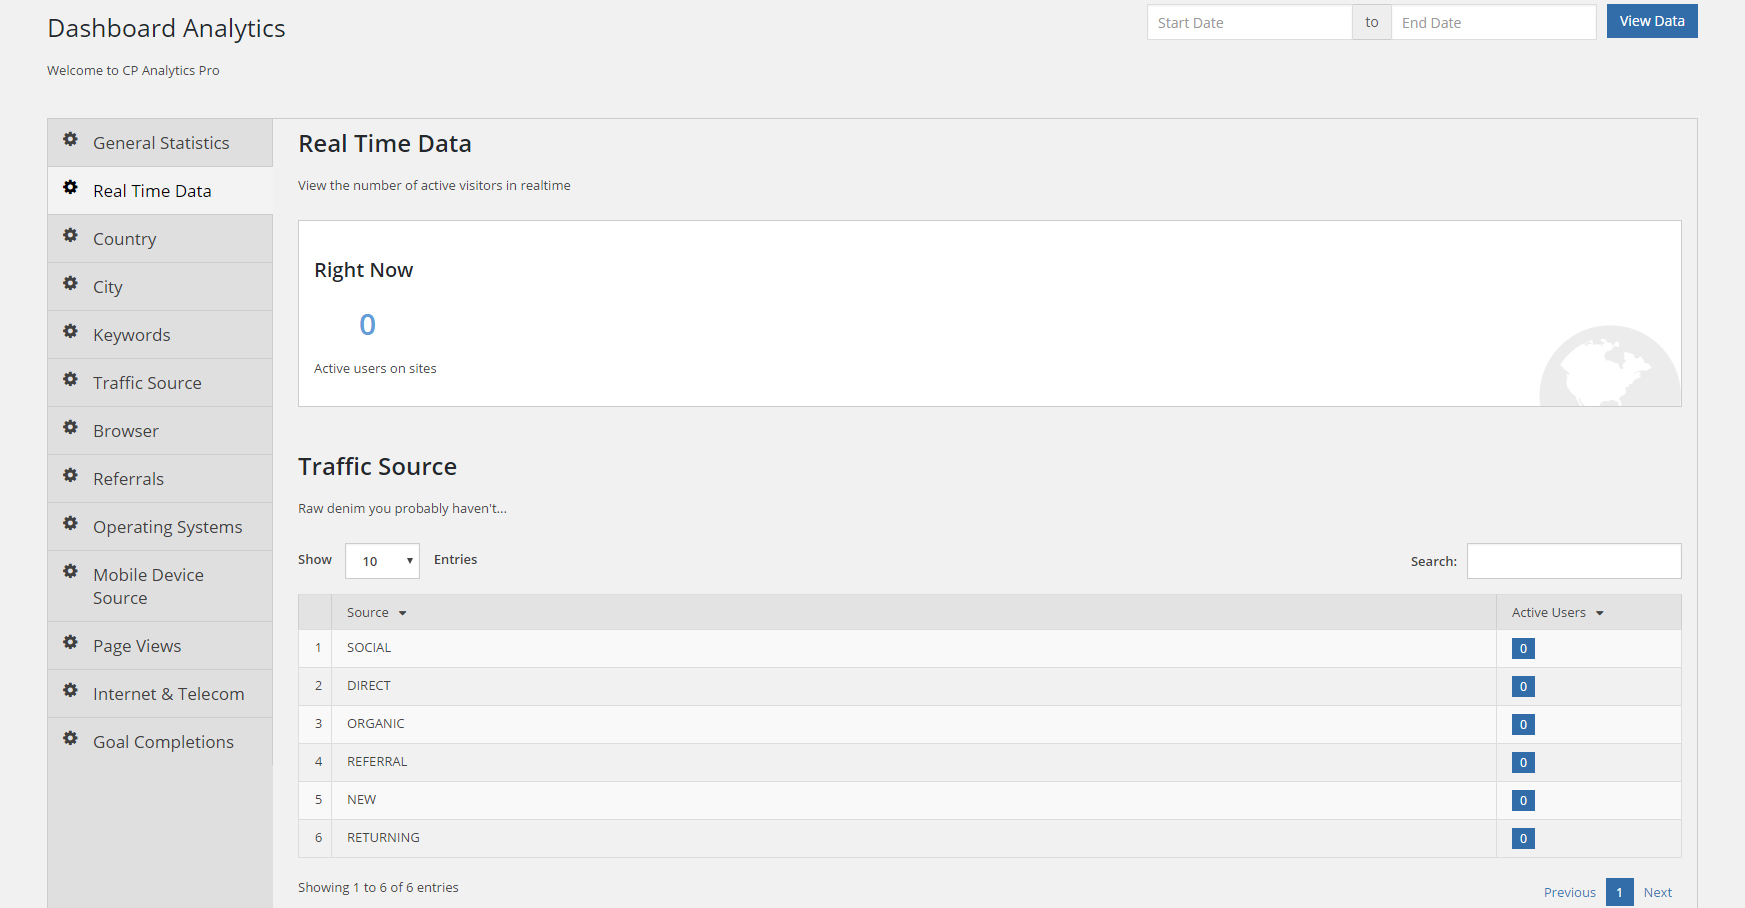 Dashboard Analytics
Start Date to End Date View Data
Welcome to CP Analytics Pro
General Statistics
Real Time Data
Country
City
Keywords
Traffic Source
Browser
Referrals
Operating Systems
Mobile Device
Source
Page Views
Internet & Telecom
Goal Completions
Real Time Data
View the number of active visitors in realtime
Right Now
0
Active users on sites
Traffic Source
Raw denim you probably haven't...
Show 10 Entries Search:
Source Active Users
1 SOCIAL 0
2 DIRECT 0
3 ORGANIC 0
4 REFERRAL 0
5 NEW 0
6 RETURNING 0
Showing 1 to 6 of 6 entries
Previous 1 Next